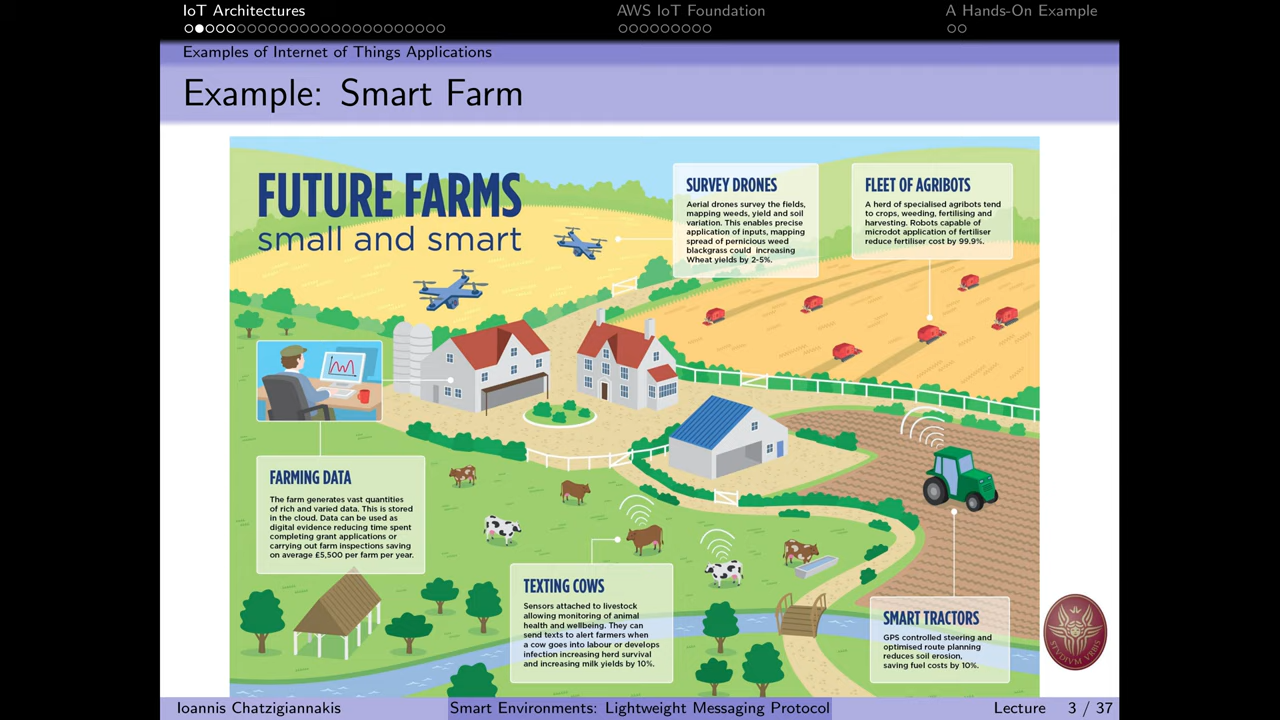 IoT Architectures
AWS IoT Foundation
A Hands-On Example
Examples of Internet of Things Applications
Example: Smart Farm
FUTURE FARMS
small and smart
SURVEY DRONES
Aerial drones survey the fields,
mapping weeds, yield and soil
variation. This enables precise
application of inputs, mapping
spread of pernicious weed
blackgrass could increasing
Wheat yields by 2-5%.
FLEET OF AGRIBOTS
A herd of specialised agribots tend
to crops, weeding, fertilising and
harvesting. Robots capable of
microdot application of fertiliser
reduce fertiliser cost by 99.9%.
FARMING DATA
The farm generates vast quantities
of rich and varied data. This is stored
in the cloud. Data can be used as
digital evidence reducing time spent
completing grant applications or
carrying out farm inspections saving
on average £5,500 per farm per year.
TEXTING COWS
Sensors attached to livestock
allowing monitoring of animal
health and wellbeing. They can
send texts to alert farmers when
a cow goes into labour or develops
infection increasing herd survival
and increasing milk yields by 10%.
SMART TRACTORS
GPS controlled steering and
optimised route planning
reduces soil erosion,
saving fuel costs by 10%.
Ioannis Chatzigiannakis
Smart Environments: Lightweight Messaging Protocol
Lecture 3 / 37